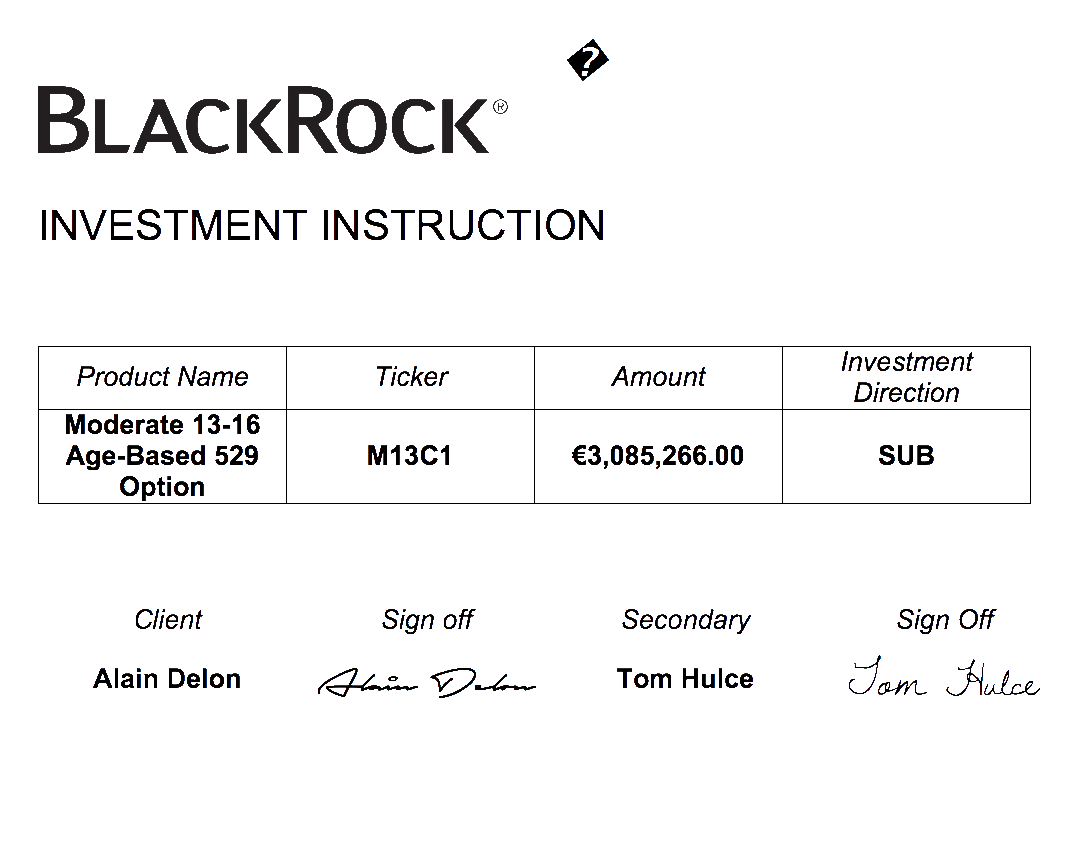 �
BLACKROCK®
INVESTMENT INSTRUCTION
Product Name Ticker Amount Investment Direction
Moderate 13-16 Age-Based 529 Option M13C1 €3,085,266.00 SUB
Client Sign off Secondary Sign Off
Alain Delon Alain Delon Tom Hulce Tom Hulce